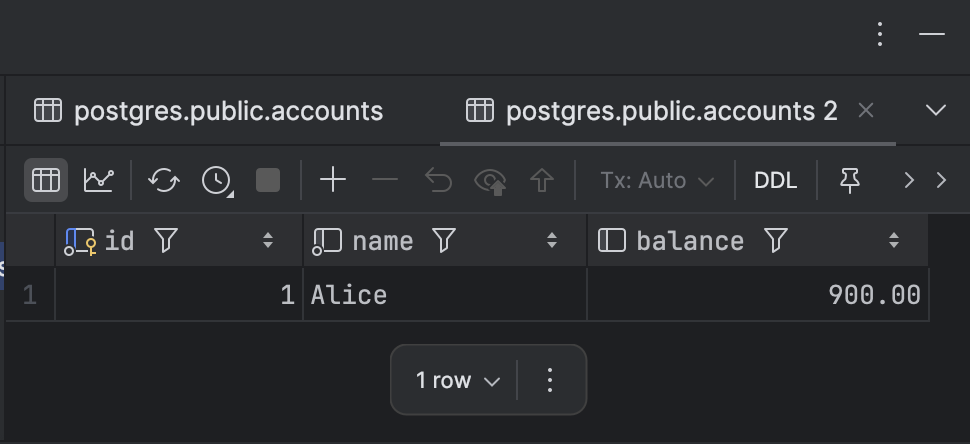 postgres.public.accounts postgres.public.accounts 2
Tx: Auto DDL
id name balance
1 1 Alice 900.00
1 row